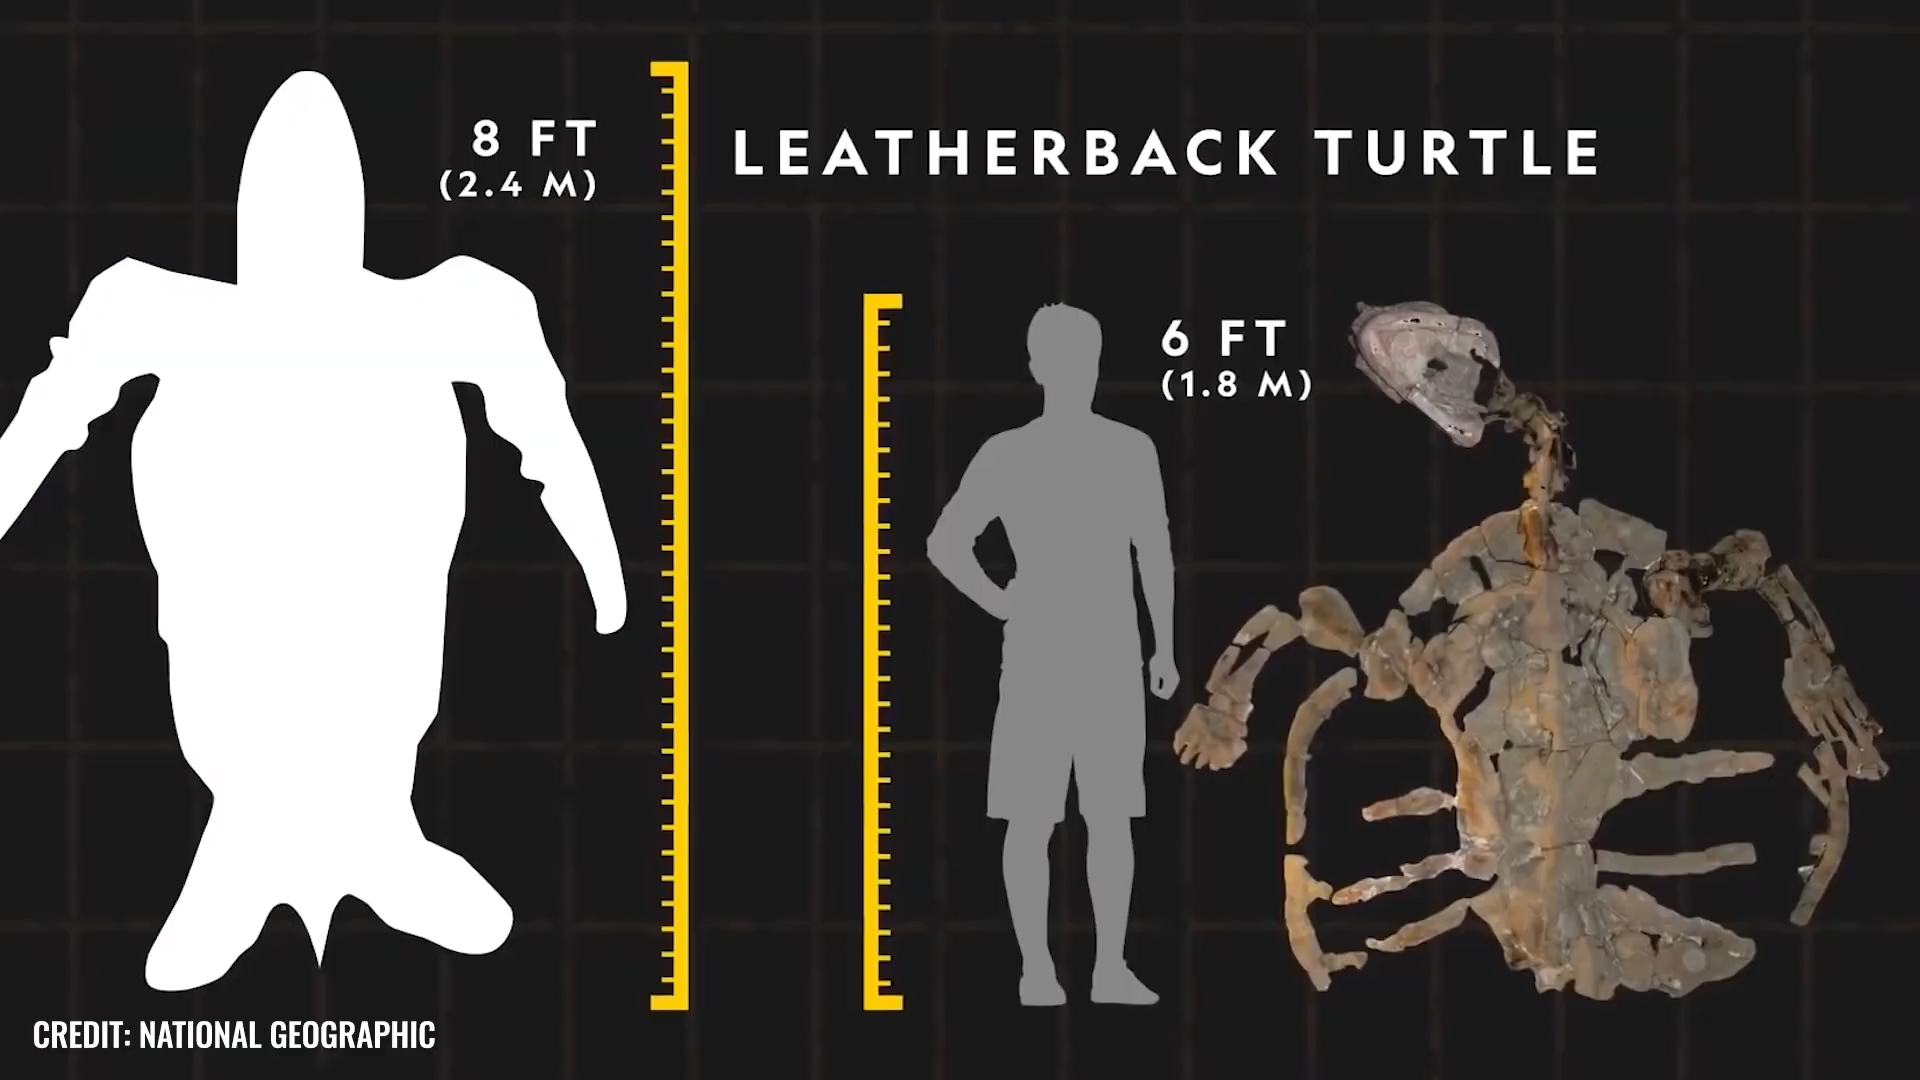 8 FT
(2.4 M)
LEATHERBACK TURTLE
6 FT
(1.8 M)
CREDIT: NATIONAL GEOGRAPHIC